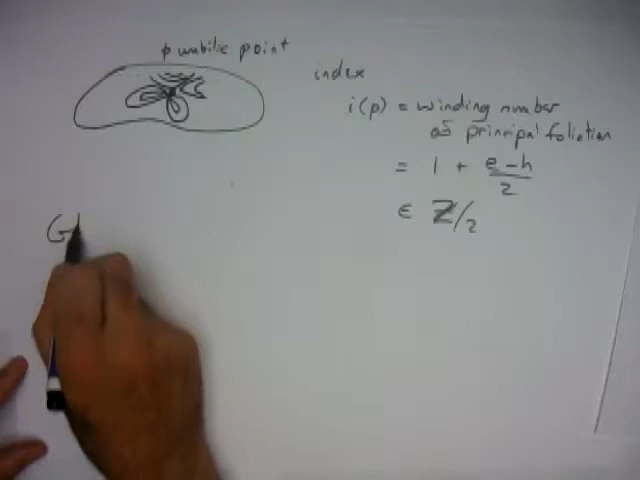 p umbilic point
index
i(p) = winding number
of principal foliation
= 1 + e-h/2
∈ Z/2
G